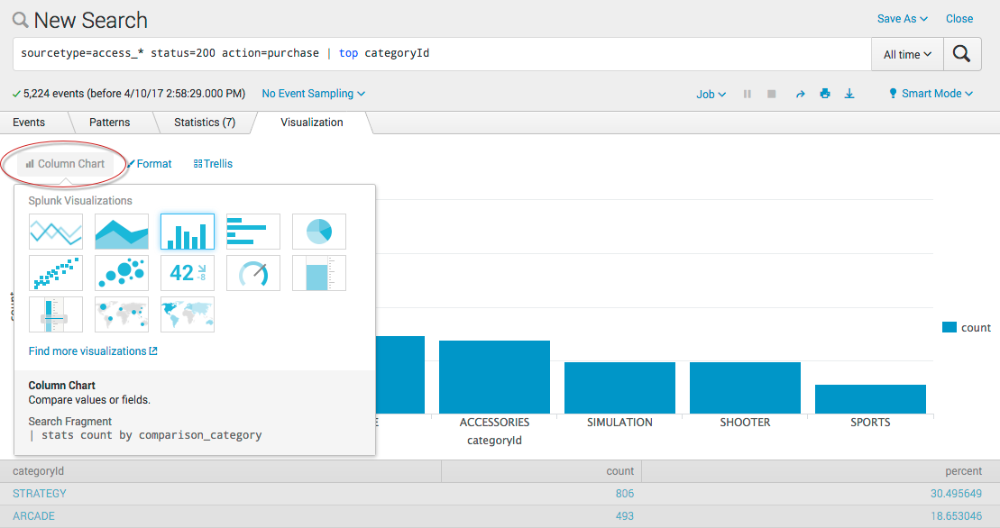 New Search
Save As
Close
sourcetype=access_* status=200 action=purchase | top categoryId
All time
5,224 events (before 4/10/17 2:58:29.000 PM)
No Event Sampling
Job
Smart Mode
Events
Patterns
Statistics (7)
Visualization
Column Chart
Format
Trellis
Splunk Visualizations
42
-8
Find more visualizations
Column Chart
Compare values or fields.
Search Fragment
| stats count by comparison_category
count
count
E
ACCESSORIES
SIMULATION
SHOOTER
SPORTS
categoryId
categoryId
count
percent
STRATEGY
806
30.495649
ARCADE
493
18.653046